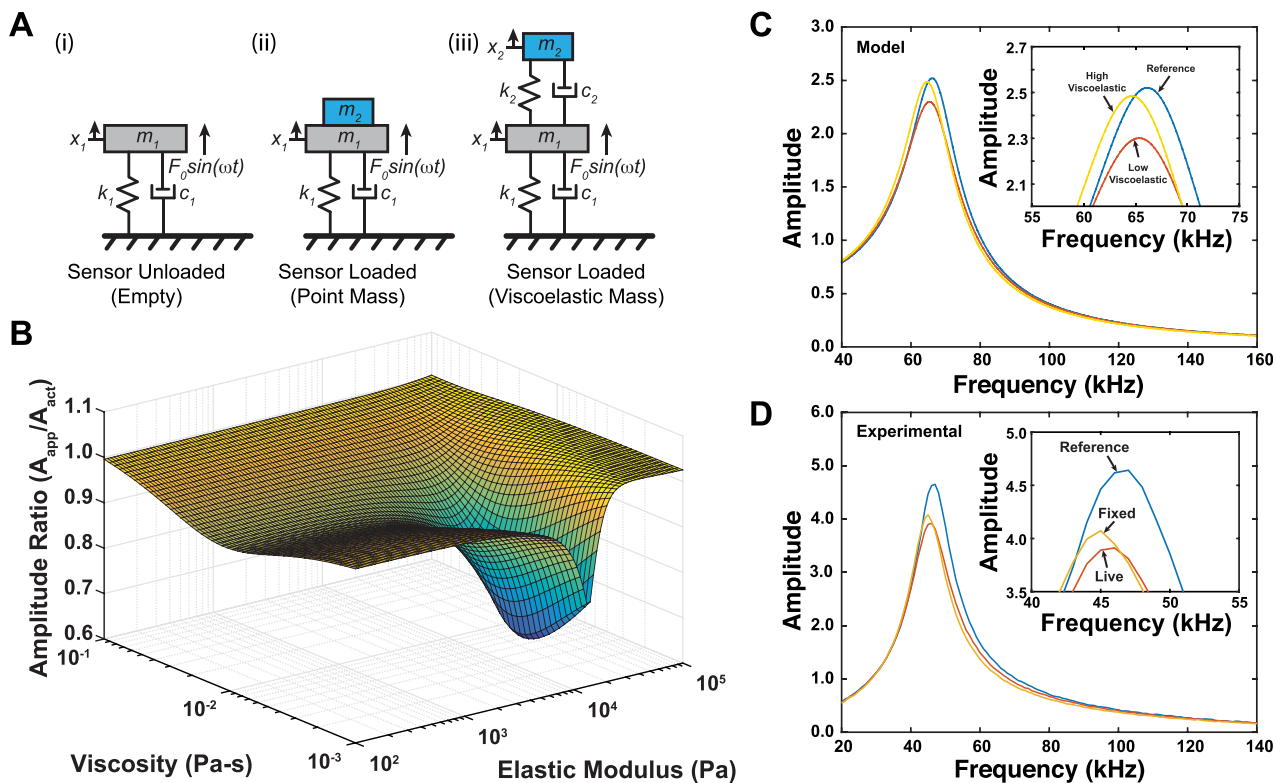 A
(i)
(ii)
(iii)
x1
m1
F0sin(ωt)
k1
c1
Sensor Unloaded
(Empty)
m2
x1
m1
F0sin(ωt)
k1
c1
Sensor Loaded
(Point Mass)
x2
m2
k2
c2
x1
m1
F0sin(ωt)
k1
c1
Sensor Loaded
(Viscoelastic Mass)
B
Amplitude Ratio (Aapp/Aact)
1.1
1.0
0.9
0.8
0.7
0.6
10-1
10-2
10-3
Viscosity (Pa-s)
102
103
104
105
Elastic Modulus (Pa)
C
Model
Amplitude
3.0
2.5
2.0
1.5
1.0
0.5
0.0
40 60 80 100 120 140 160
Frequency (kHz)
Amplitude
2.7
2.5
2.3
2.1
55 60 65 70 75
Frequency (kHz)
High
Viscoelastic
Reference
Low
Viscoelastic
D
Experimental
Amplitude
6.0
5.0
4.0
3.0
2.0
1.0
0.0
20 40 60 80 100 120 140
Frequency (kHz)
Amplitude
5.0
4.5
4.0
3.5
40 45 50 55
Frequency (kHz)
Reference
Fixed
Live